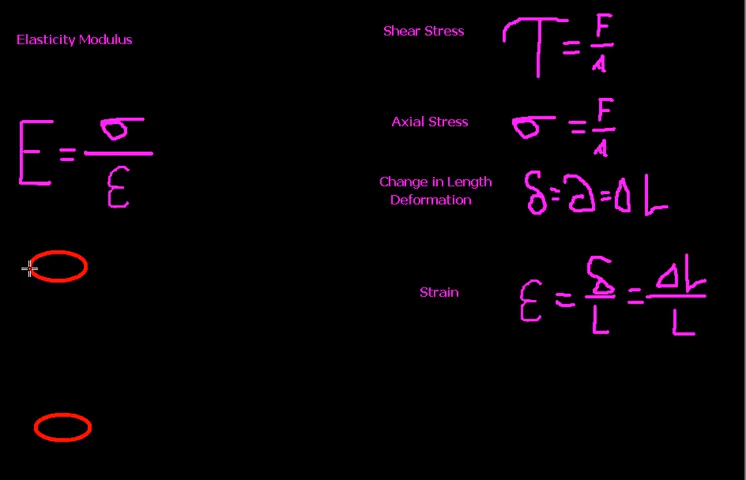 Elasticity Modulus
E = σ/ε
Shear Stress τ = F/A
Axial Stress σ = F/A
Change in Length
Deformation δ = ∂ = ΔL
Strain ε = δ/L = ΔL/L